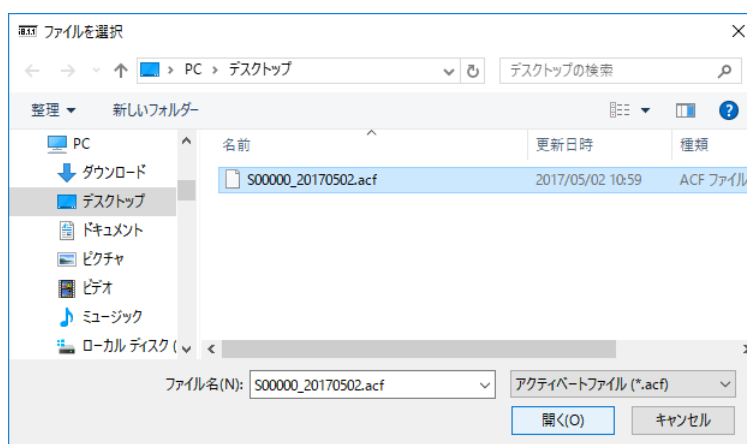 ファイルを選択
PC › デスクトップ
デスクトップの検索
整理 新しいフォルダー
PC
ダウンロード
デスクトップ
ドキュメント
ピクチャ
ビデオ
ミュージック
ローカル ディスク (
名前 更新日時 種類
S00000_20170502.acf 2017/05/02 10:59 ACF ファイル
ファイル名(N): S00000_20170502.acf アクティベートファイル (*.acf)
開く(O) キャンセル